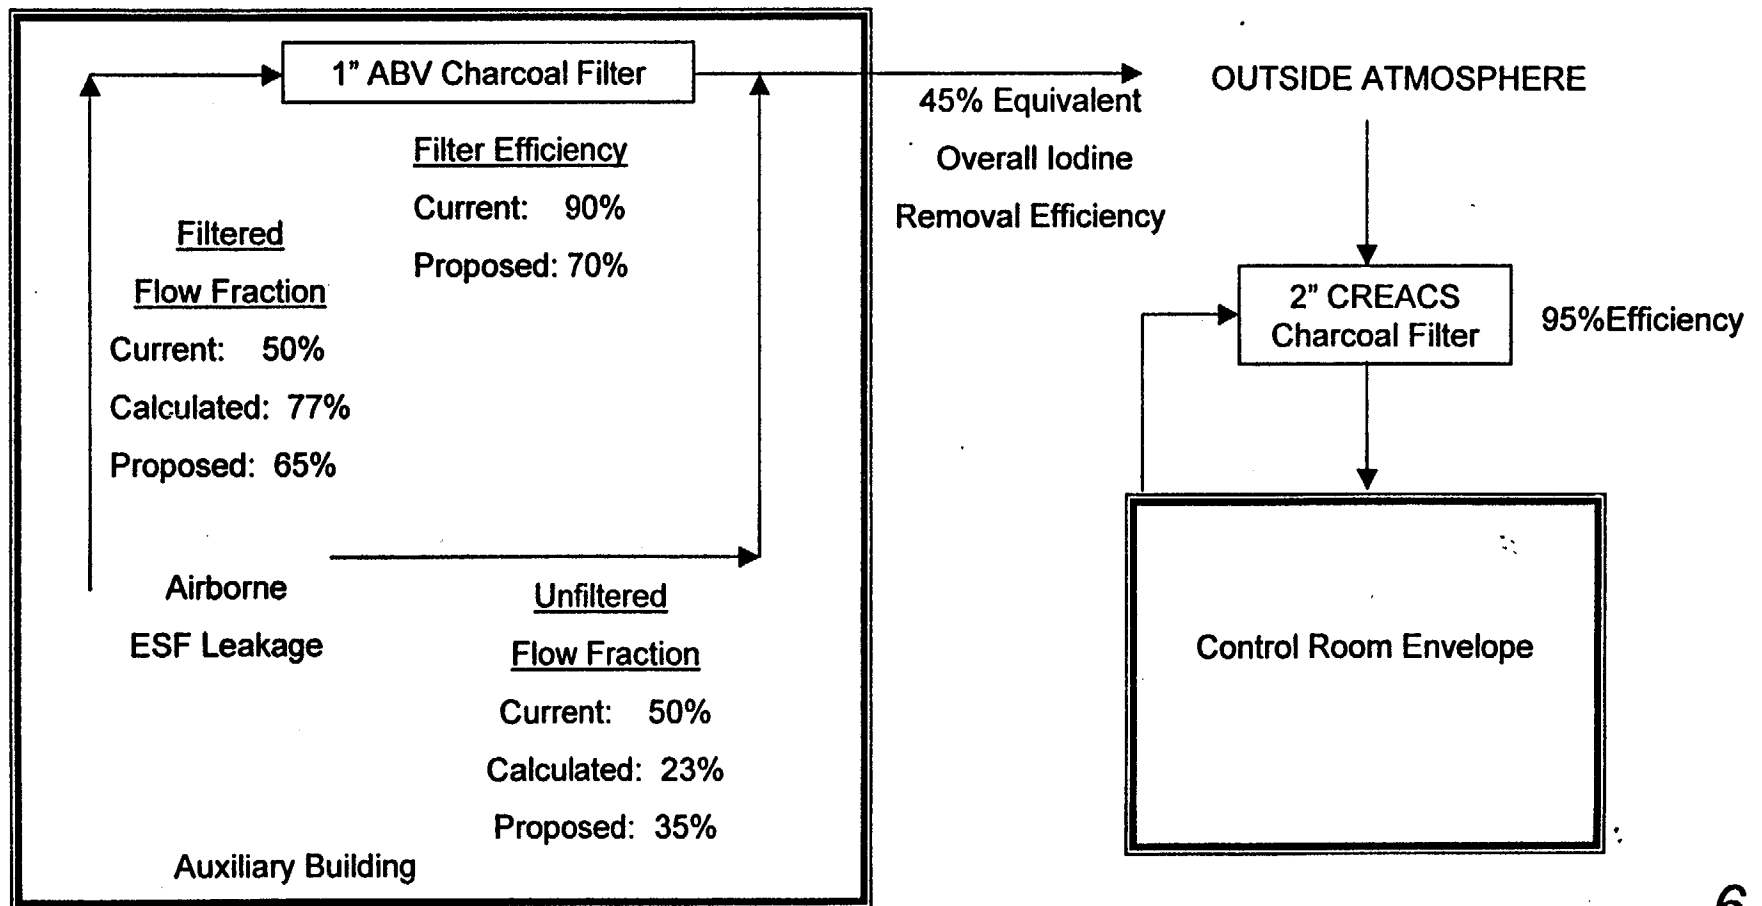 1" ABV Charcoal Filter
Filter Efficiency
Current: 90%
Proposed: 70%
Filtered
Flow Fraction
Current: 50%
Calculated: 77%
Proposed: 65%
Airborne
ESF Leakage
Unfiltered
Flow Fraction
Current: 50%
Calculated: 23%
Proposed: 35%
Auxiliary Building
45% Equivalent
Overall Iodine
Removal Efficiency
OUTSIDE ATMOSPHERE
2" CREACS
Charcoal Filter
95%Efficiency
Control Room Envelope
6